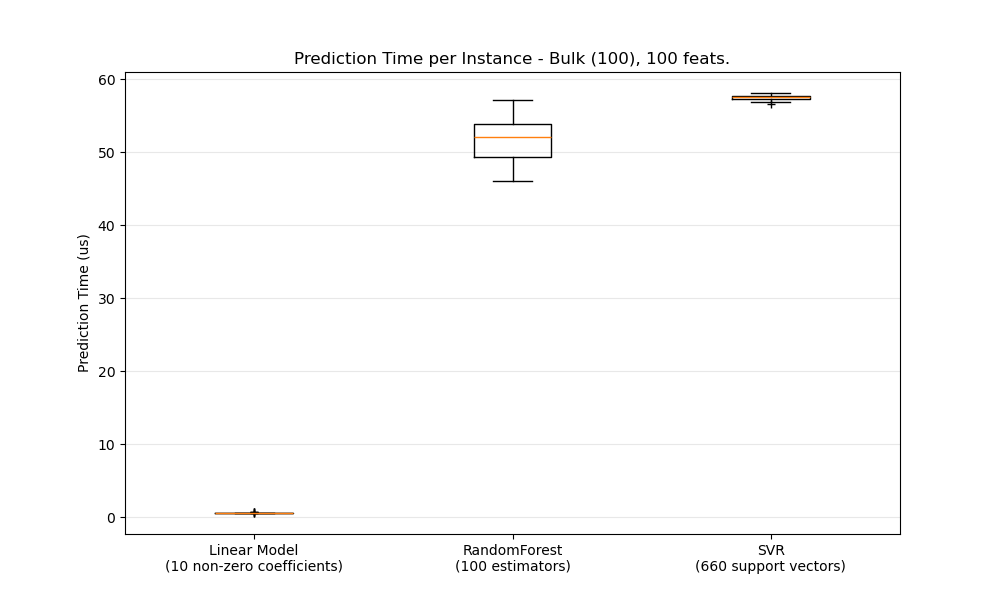 Prediction Time per Instance - Bulk (100), 100 feats.
Prediction Time (us)
60
50
40
30
20
10
0
Linear Model
(10 non-zero coefficients)
RandomForest
(100 estimators)
SVR
(660 support vectors)